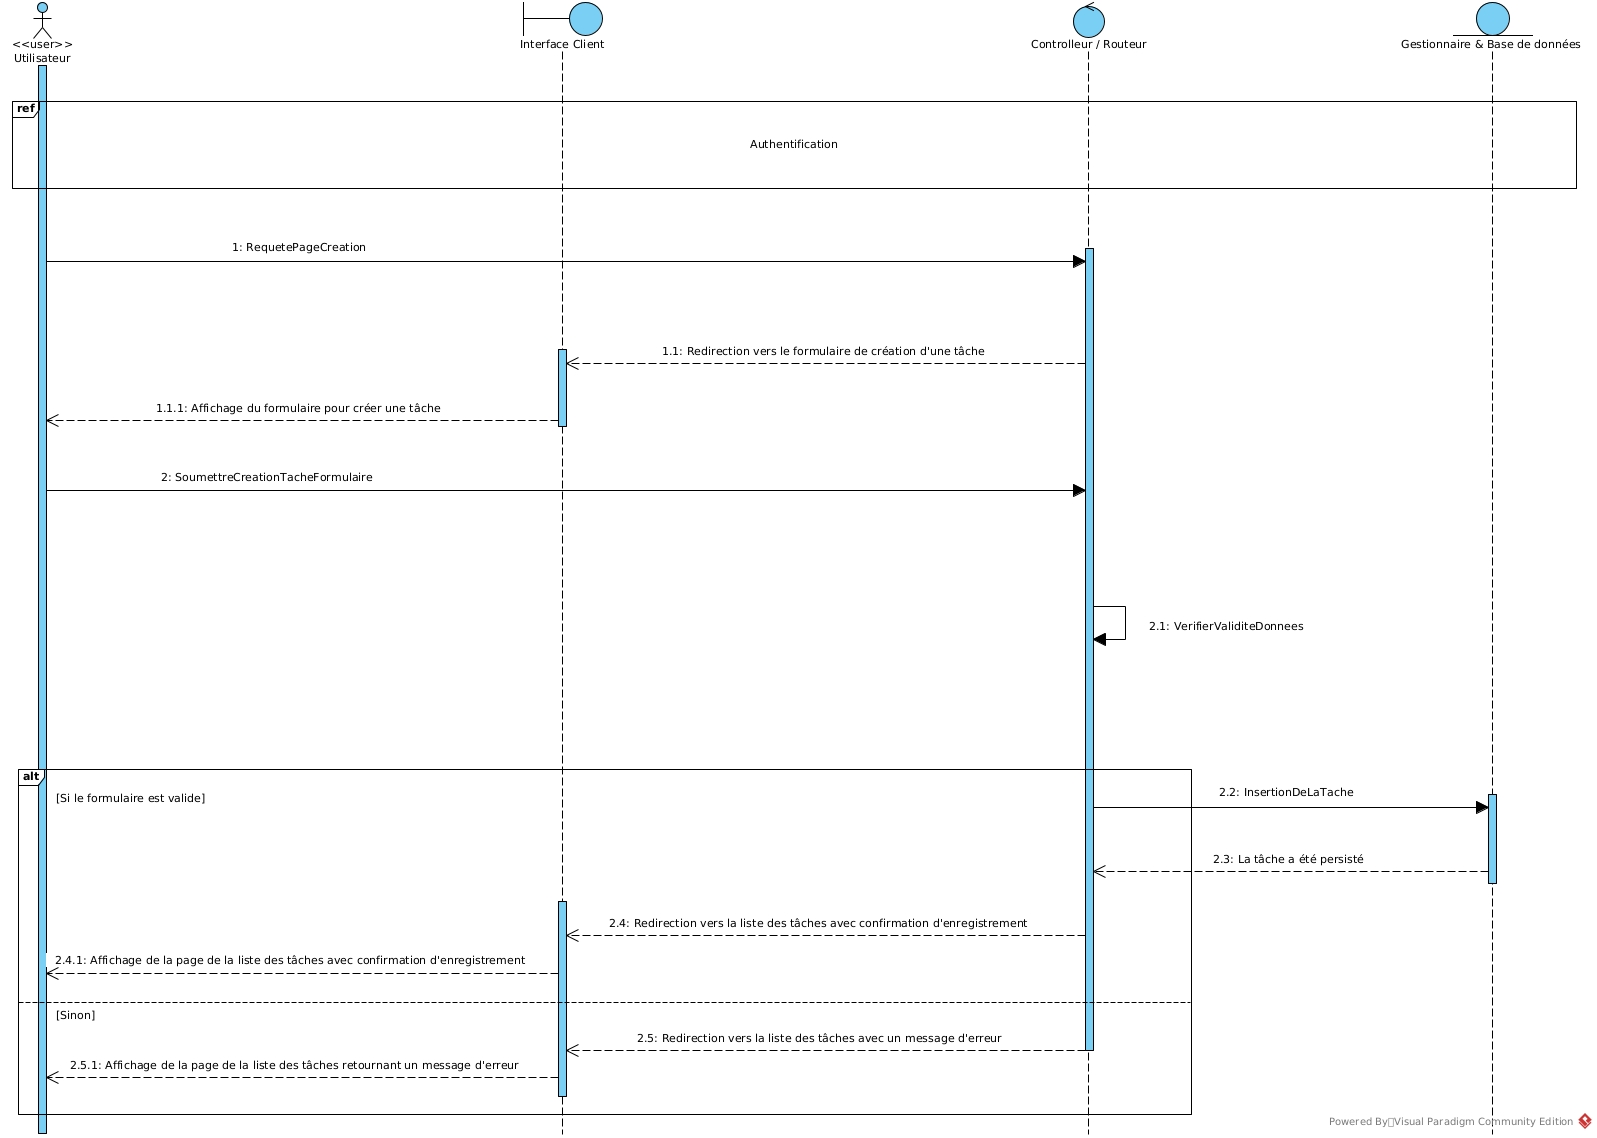 <<user>>
Utilisateur
Interface Client
Controlleur / Routeur
Gestionnaire & Base de données
ref
Authentification
1: RequetePageCreation
1.1: Redirection vers le formulaire de création d'une tâche
1.1.1: Affichage du formulaire pour créer une tâche
2: SoumettreCreationTacheFormulaire
2.1: VerifierValiditeDonnees
alt
[Si le formulaire est valide]
2.2: InsertionDeLaTache
2.3: La tâche a été persisté
2.4: Redirection vers la liste des tâches avec confirmation d'enregistrement
2.4.1: Affichage de la page de la liste des tâches avec confirmation d'enregistrement
[Sinon]
2.5: Redirection vers la liste des tâches avec un message d'erreur
2.5.1: Affichage de la page de la liste des tâches retournant un message d'erreur
Powered By Visual Paradigm Community Edition